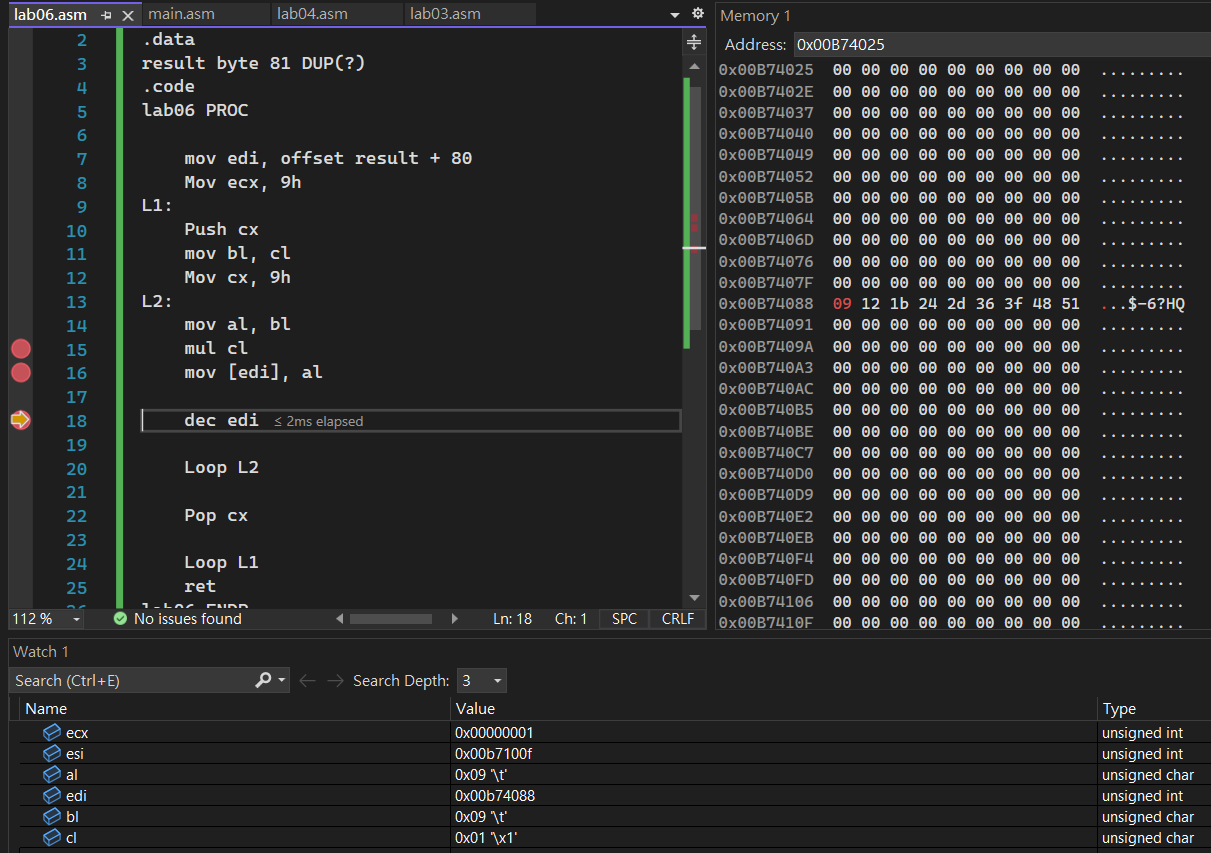 lab06.asm main.asm lab04.asm lab03.asm
2 .data
3 result byte 81 DUP(?)
4 .code
5 lab06 PROC
6
7 mov edi, offset result + 80
8 Mov ecx, 9h
9 L1:
10 Push cx
11 mov bl, cl
12 Mov cx, 9h
13 L2:
14 mov al, bl
15 mul cl
16 mov [edi], al
17
18 dec edi ≤ 2ms elapsed
19
20 Loop L2
21
22 Pop cx
23
24 Loop L1
25 ret
112 % No issues found Ln: 18 Ch: 1 SPC CRLF
Memory 1
Address: 0x00B74025
0x00B74025 00 00 00 00 00 00 00 00 00 .........
0x00B7402E 00 00 00 00 00 00 00 00 00 .........
0x00B74037 00 00 00 00 00 00 00 00 00 .........
0x00B74040 00 00 00 00 00 00 00 00 00 .........
0x00B74049 00 00 00 00 00 00 00 00 00 .........
0x00B74052 00 00 00 00 00 00 00 00 00 .........
0x00B7405B 00 00 00 00 00 00 00 00 00 .........
0x00B74064 00 00 00 00 00 00 00 00 00 .........
0x00B7406D 00 00 00 00 00 00 00 00 00 .........
0x00B74076 00 00 00 00 00 00 00 00 00 .........
0x00B7407F 00 00 00 00 00 00 00 00 00 .........
0x00B74088 09 12 1b 24 2d 36 3f 48 51 ...$-6?HQ
0x00B74091 00 00 00 00 00 00 00 00 00 .........
0x00B7409A 00 00 00 00 00 00 00 00 00 .........
0x00B740A3 00 00 00 00 00 00 00 00 00 .........
0x00B740AC 00 00 00 00 00 00 00 00 00 .........
0x00B740B5 00 00 00 00 00 00 00 00 00 .........
0x00B740BE 00 00 00 00 00 00 00 00 00 .........
0x00B740C7 00 00 00 00 00 00 00 00 00 .........
0x00B740D0 00 00 00 00 00 00 00 00 00 .........
0x00B740D9 00 00 00 00 00 00 00 00 00 .........
0x00B740E2 00 00 00 00 00 00 00 00 00 .........
0x00B740EB 00 00 00 00 00 00 00 00 00 .........
0x00B740F4 00 00 00 00 00 00 00 00 00 .........
0x00B740FD 00 00 00 00 00 00 00 00 00 .........
0x00B74106 00 00 00 00 00 00 00 00 00 .........
0x00B7410F 00 00 00 00 00 00 00 00 00 .........
Watch 1
Search (Ctrl+E) Search Depth: 3
Name Value Type
ecx 0x00000001 unsigned int
esi 0x00b7100f unsigned int
al 0x09 '\t' unsigned char
edi 0x00b74088 unsigned int
bl 0x09 '\t' unsigned char
cl 0x01 '\x1' unsigned char